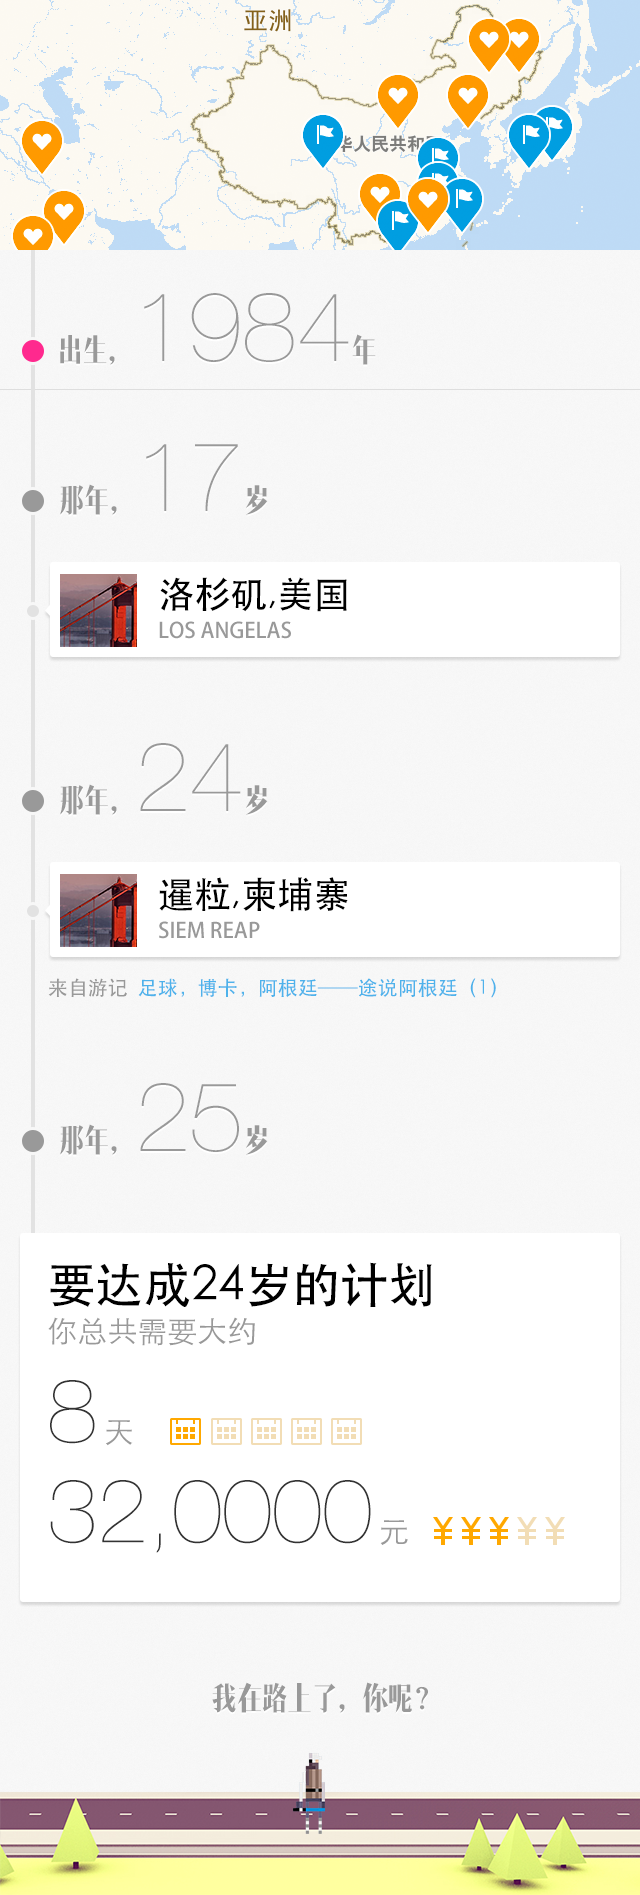 亚洲
华人民共和
出生，1984年
那年，17岁
洛杉矶,美国
LOS ANGELAS
那年，24岁
暹粒,柬埔寨
SIEM REAP
来自游记 足球，博卡，阿根廷——途说阿根廷（1）
那年，25岁
要达成24岁的计划
你总共需要大约
8天
32,0000元 ¥¥¥¥¥
我在路上了，你呢？